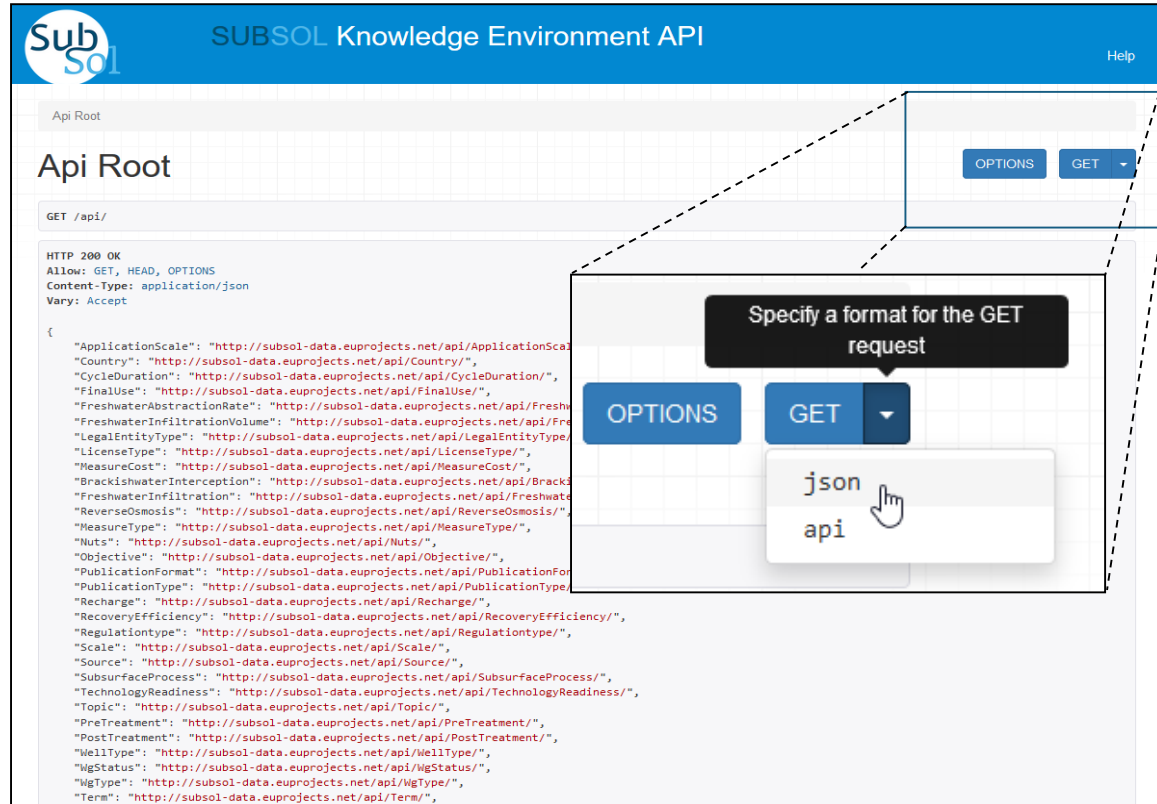 Sub
Sol
SUBSOL Knowledge Environment API
Help
Api Root
Api Root
OPTIONS
GET
GET /api/
HTTP 200 OK
Allow: GET, HEAD, OPTIONS
Content-Type: application/json
Vary: Accept
{
"ApplicationScale": "http://subsol-data.euprojects.net/api/ApplicationScal
"Country": "http://subsol-data.euprojects.net/api/Country/",
"CycleDuration": "http://subsol-data.euprojects.net/api/CycleDuration/",
"FinalUse": "http://subsol-data.euprojects.net/api/FinalUse/",
"FreshwaterAbstractionRate": "http://subsol-data.euprojects.net/api/Freshw
"FreshwaterInfiltrationVolume": "http://subsol-data.euprojects.net/api/Fre
"LegalEntityType": "http://subsol-data.euprojects.net/api/LegalEntityType/
"LicenseType": "http://subsol-data.euprojects.net/api/LicenseType/",
"MeasureCost": "http://subsol-data.euprojects.net/api/MeasureCost/",
"BrackishwaterInterception": "http://subsol-data.euprojects.net/api/Bracki
"FreshwaterInfiltration": "http://subsol-data.euprojects.net/api/Freshwate
"ReverseOsmosis": "http://subsol-data.euprojects.net/api/ReverseOsmosis/",
"MeasureType": "http://subsol-data.euprojects.net/api/MeasureType/",
"Nuts": "http://subsol-data.euprojects.net/api/Nuts/",
"Objective": "http://subsol-data.euprojects.net/api/Objective/",
"PublicationFormat": "http://subsol-data.euprojects.net/api/PublicationFor
"PublicationType": "http://subsol-data.euprojects.net/api/PublicationType/
"Recharge": "http://subsol-data.euprojects.net/api/Recharge/",
"RecoveryEfficiency": "http://subsol-data.euprojects.net/api/RecoveryEfficiency/",
"Regulationtype": "http://subsol-data.euprojects.net/api/Regulationtype/",
"Scale": "http://subsol-data.euprojects.net/api/Scale/",
"Source": "http://subsol-data.euprojects.net/api/Source/",
"SubsurfaceProcess": "http://subsol-data.euprojects.net/api/SubsurfaceProcess/",
"TechnologyReadiness": "http://subsol-data.euprojects.net/api/TechnologyReadiness/",
"Topic": "http://subsol-data.euprojects.net/api/Topic/",
"PreTreatment": "http://subsol-data.euprojects.net/api/PreTreatment/",
"PostTreatment": "http://subsol-data.euprojects.net/api/PostTreatment/",
"WellType": "http://subsol-data.euprojects.net/api/WellType/",
"WgStatus": "http://subsol-data.euprojects.net/api/WgStatus/",
"WgType": "http://subsol-data.euprojects.net/api/WgType/",
"Term": "http://subsol-data.euprojects.net/api/Term/",
Specify a format for the GET
request
OPTIONS
GET
json
api